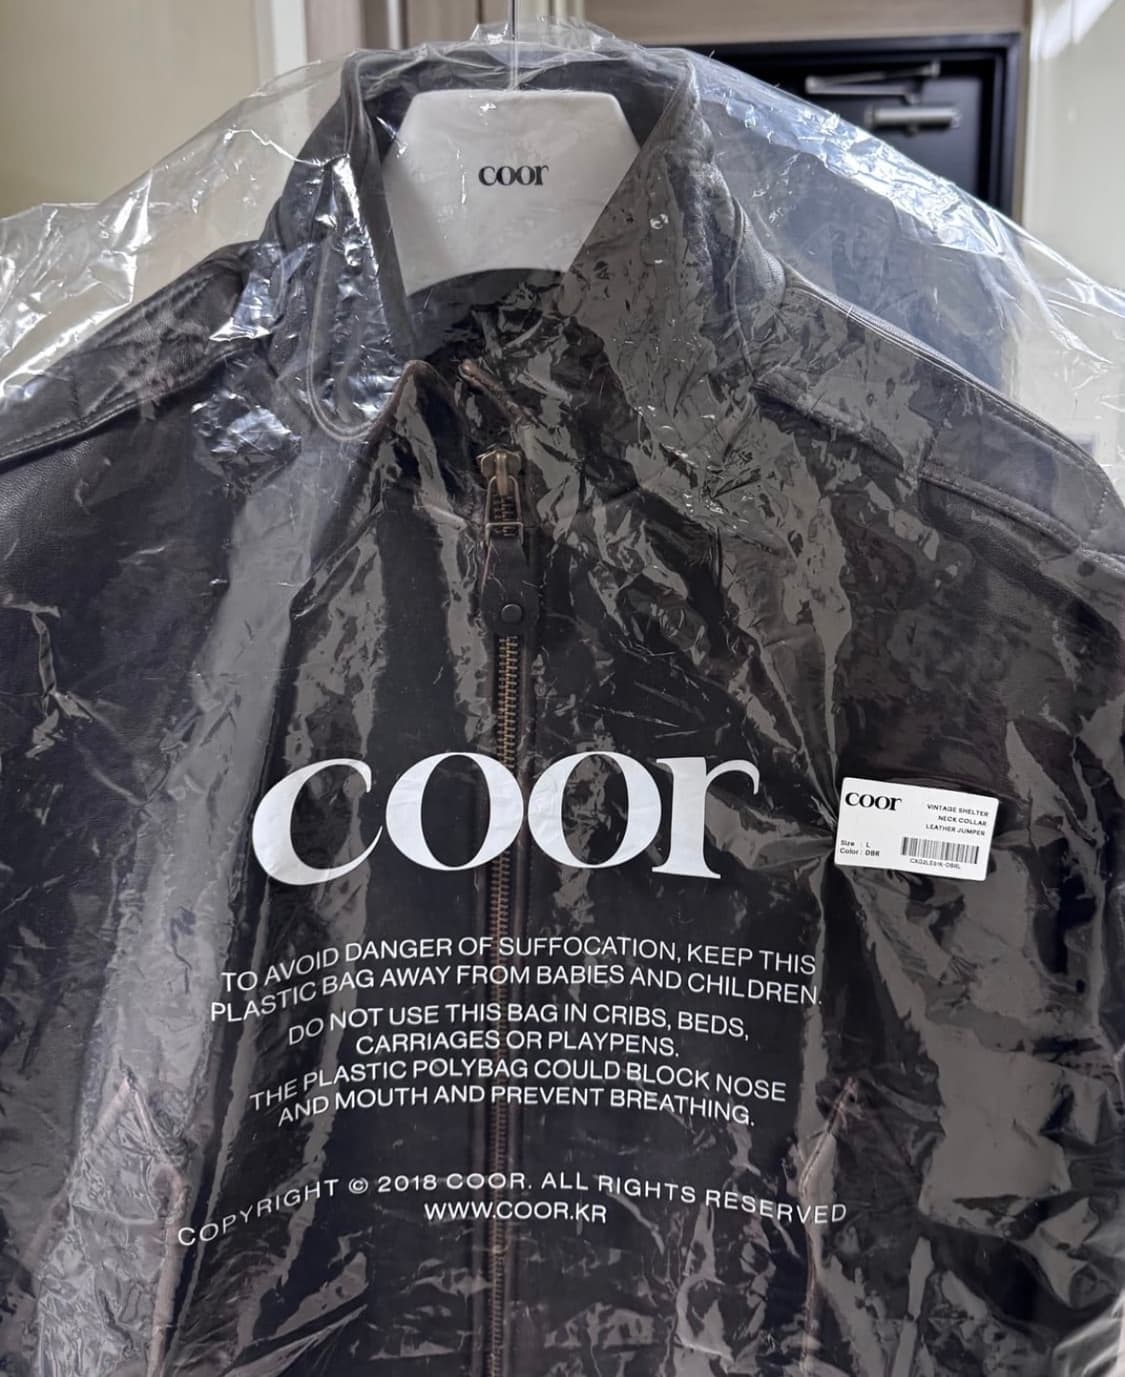 coor
coor
TO AVOID DANGER OF SUFFOCATION, KEEP THIS
PLASTIC BAG AWAY FROM BABIES AND CHILDREN.
DO NOT USE THIS BAG IN CRIBS, BEDS,
CARRIAGES OR PLAYPENS.
THE PLASTIC POLYBAG COULD BLOCK NOSE
AND MOUTH AND PREVENT BREATHING.
COPYRIGHT © 2018 COOR. ALL RIGHTS RESERVED
WWW.COOR.KR
coor
VINTAGE SHELTER
NECK COLLAR
LEATHER JUMPER
Size : L
Color : DBR